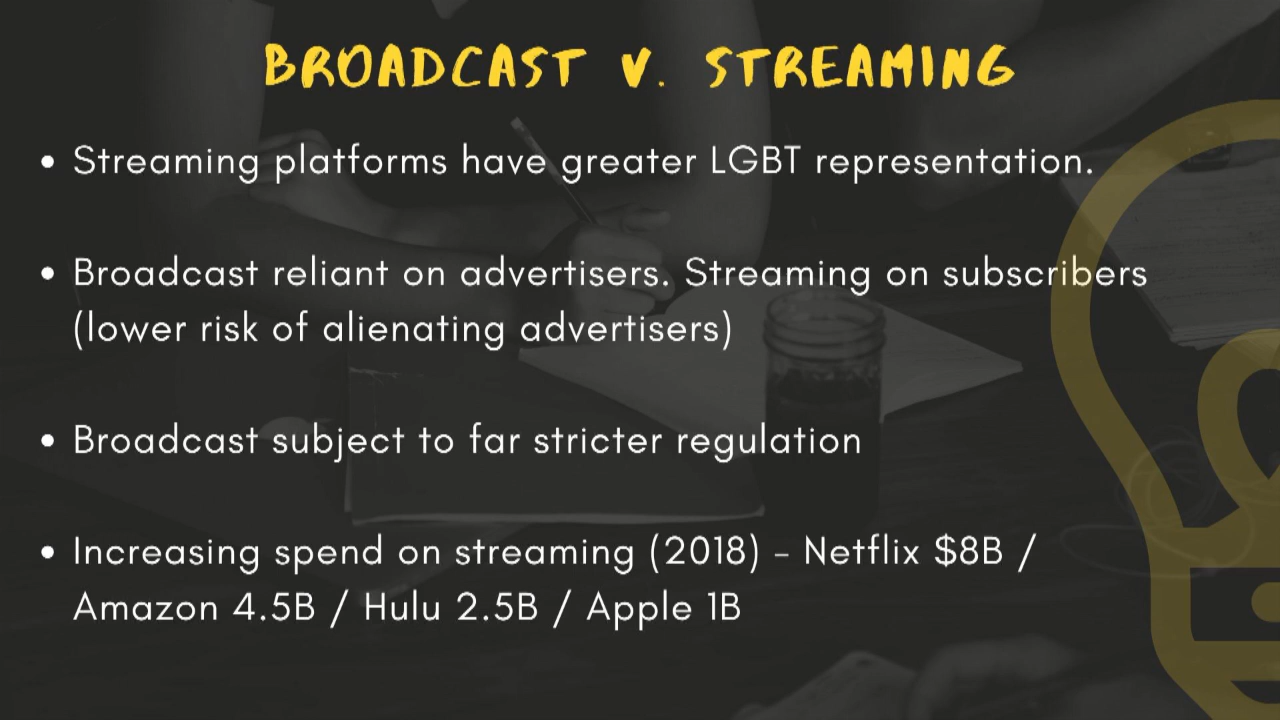 BROADCAST V. STREAMING
• Streaming platforms have greater LGBT representation.
• Broadcast reliant on advertisers. Streaming on subscribers
(lower risk of alienating advertisers)
• Broadcast subject to far stricter regulation
• Increasing spend on streaming (2018) – Netflix $8B /
Amazon 4.5B / Hulu 2.5B / Apple 1B